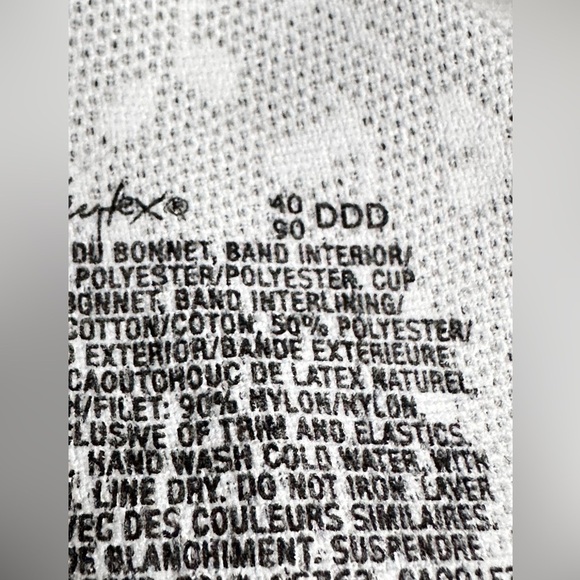 40 DDD
90
DU BONNET, BAND INTERIOR/
POLYESTER/POLYESTER. CUP
BONNET, BAND INTERLINING/
COTTON/COTON. 50% POLYESTER/
EXTERIOR/BANDE EXTERIEURE:
CAOUTCHOUC DE LATEX NATUREL,
H/FILET: 90% NYLON/NYLON.
LUSIVE OF TRIM AND ELASTICS.
HAND WASH COLD WATER, WITH
LINE DRY. DO NOT IRON. LAVER
VEC DES COULEURS SIMILAIRES.
DE BLANCHIMENT. SUSPENDRE